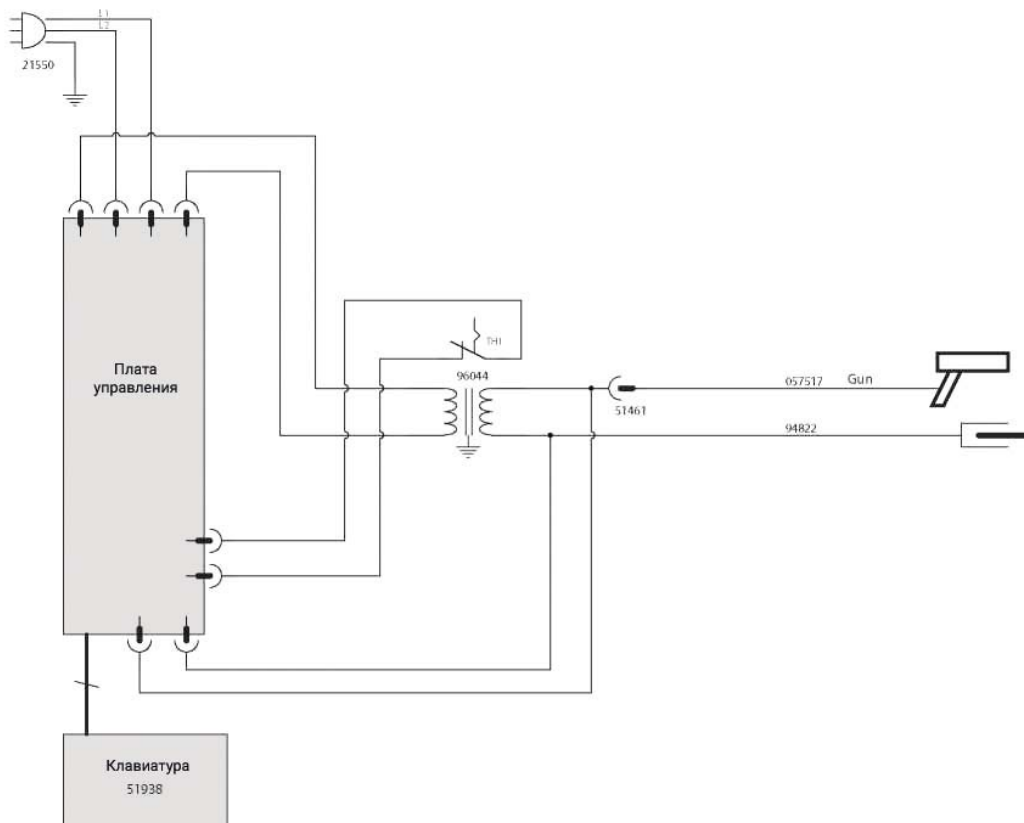 L1
L2
21550
Плата
управления
TH1
96044
057517 Gun
51461
94822
Клавиатура
51938